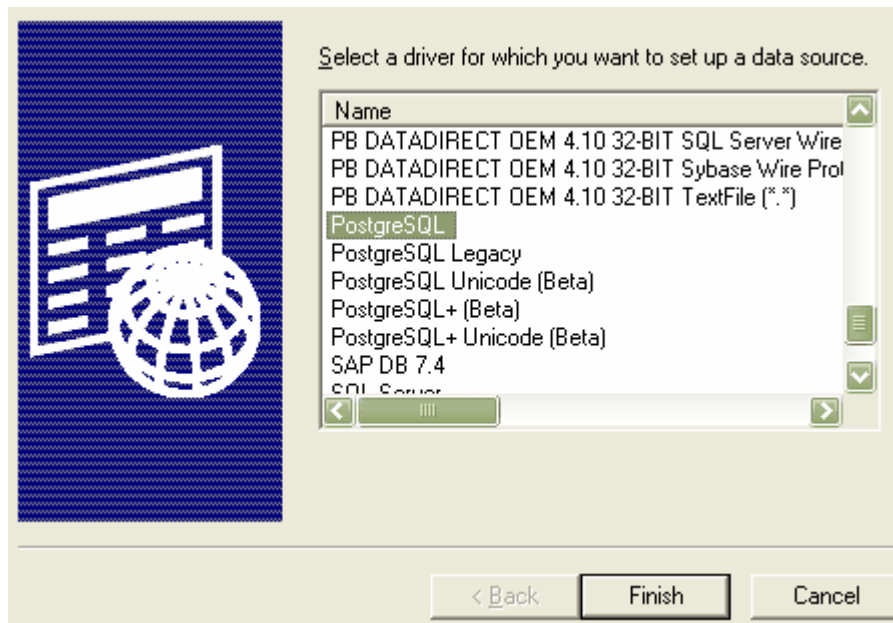 Select a driver for which you want to set up a data source.
Name
PB DATADIRECT OEM 4.10 32-BIT SQL Server Wire
PB DATADIRECT OEM 4.10 32-BIT Sybase Wire Prot
PB DATADIRECT OEM 4.10 32-BIT TextFile (*.*)
PostgreSQL
PostgreSQL Legacy
PostgreSQL Unicode (Beta)
PostgreSQL+ (Beta)
PostgreSQL+ Unicode (Beta)
SAP DB 7.4
SQL Server
< Back
Finish
Cancel